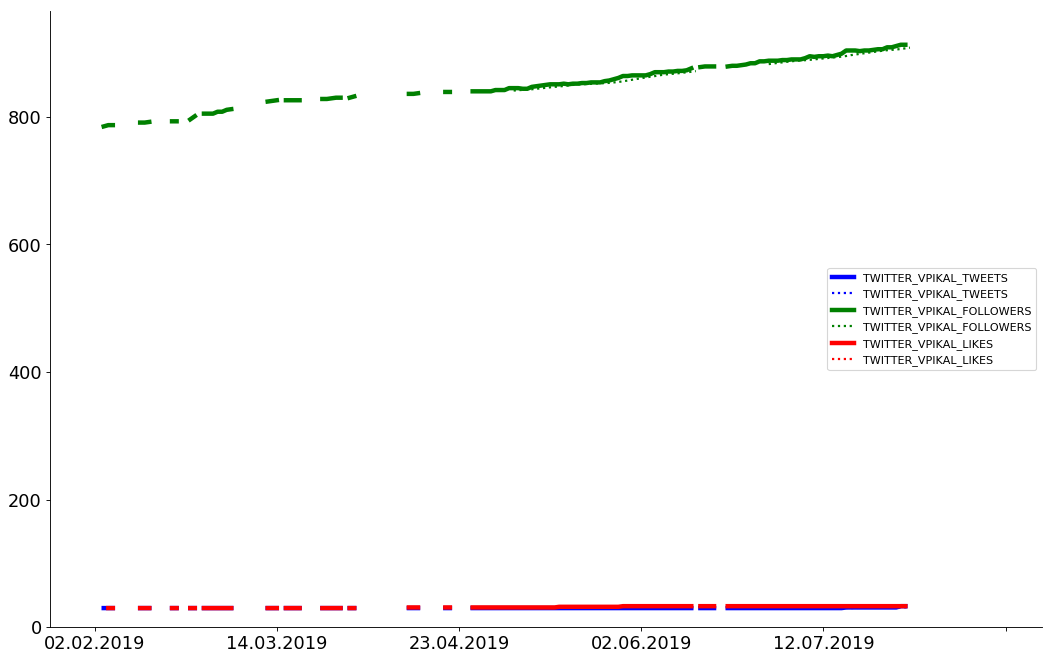 800
600
400
200
0
02.02.2019 14.03.2019 23.04.2019 02.06.2019 12.07.2019
TWITTER_VPIKAL_TWEETS
TWITTER_VPIKAL_TWEETS
TWITTER_VPIKAL_FOLLOWERS
TWITTER_VPIKAL_FOLLOWERS
TWITTER_VPIKAL_LIKES
TWITTER_VPIKAL_LIKES